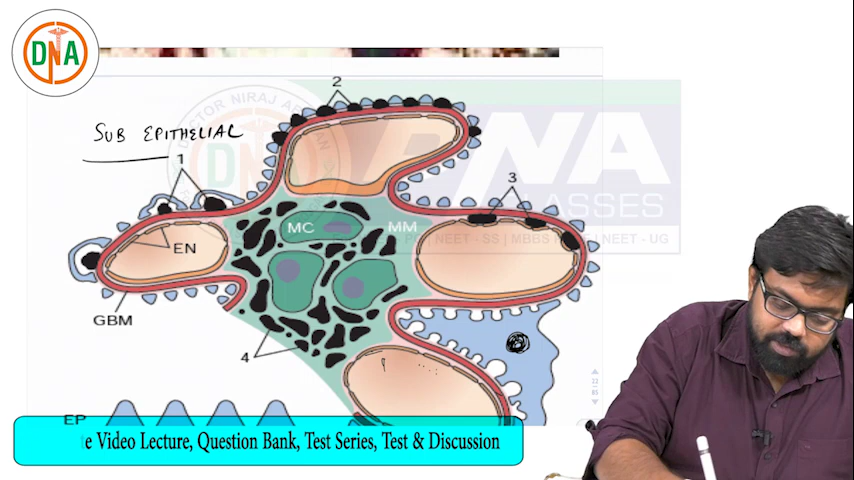 DNA
2
SUB EPITHELIAL
1
3
MC
MM
EN
GBM
4
EP
DNA
CLASSES
NEET - SS | MBBS
NEET - UG
e Video Lecture, Question Bank, Test Series, Test & Discussion